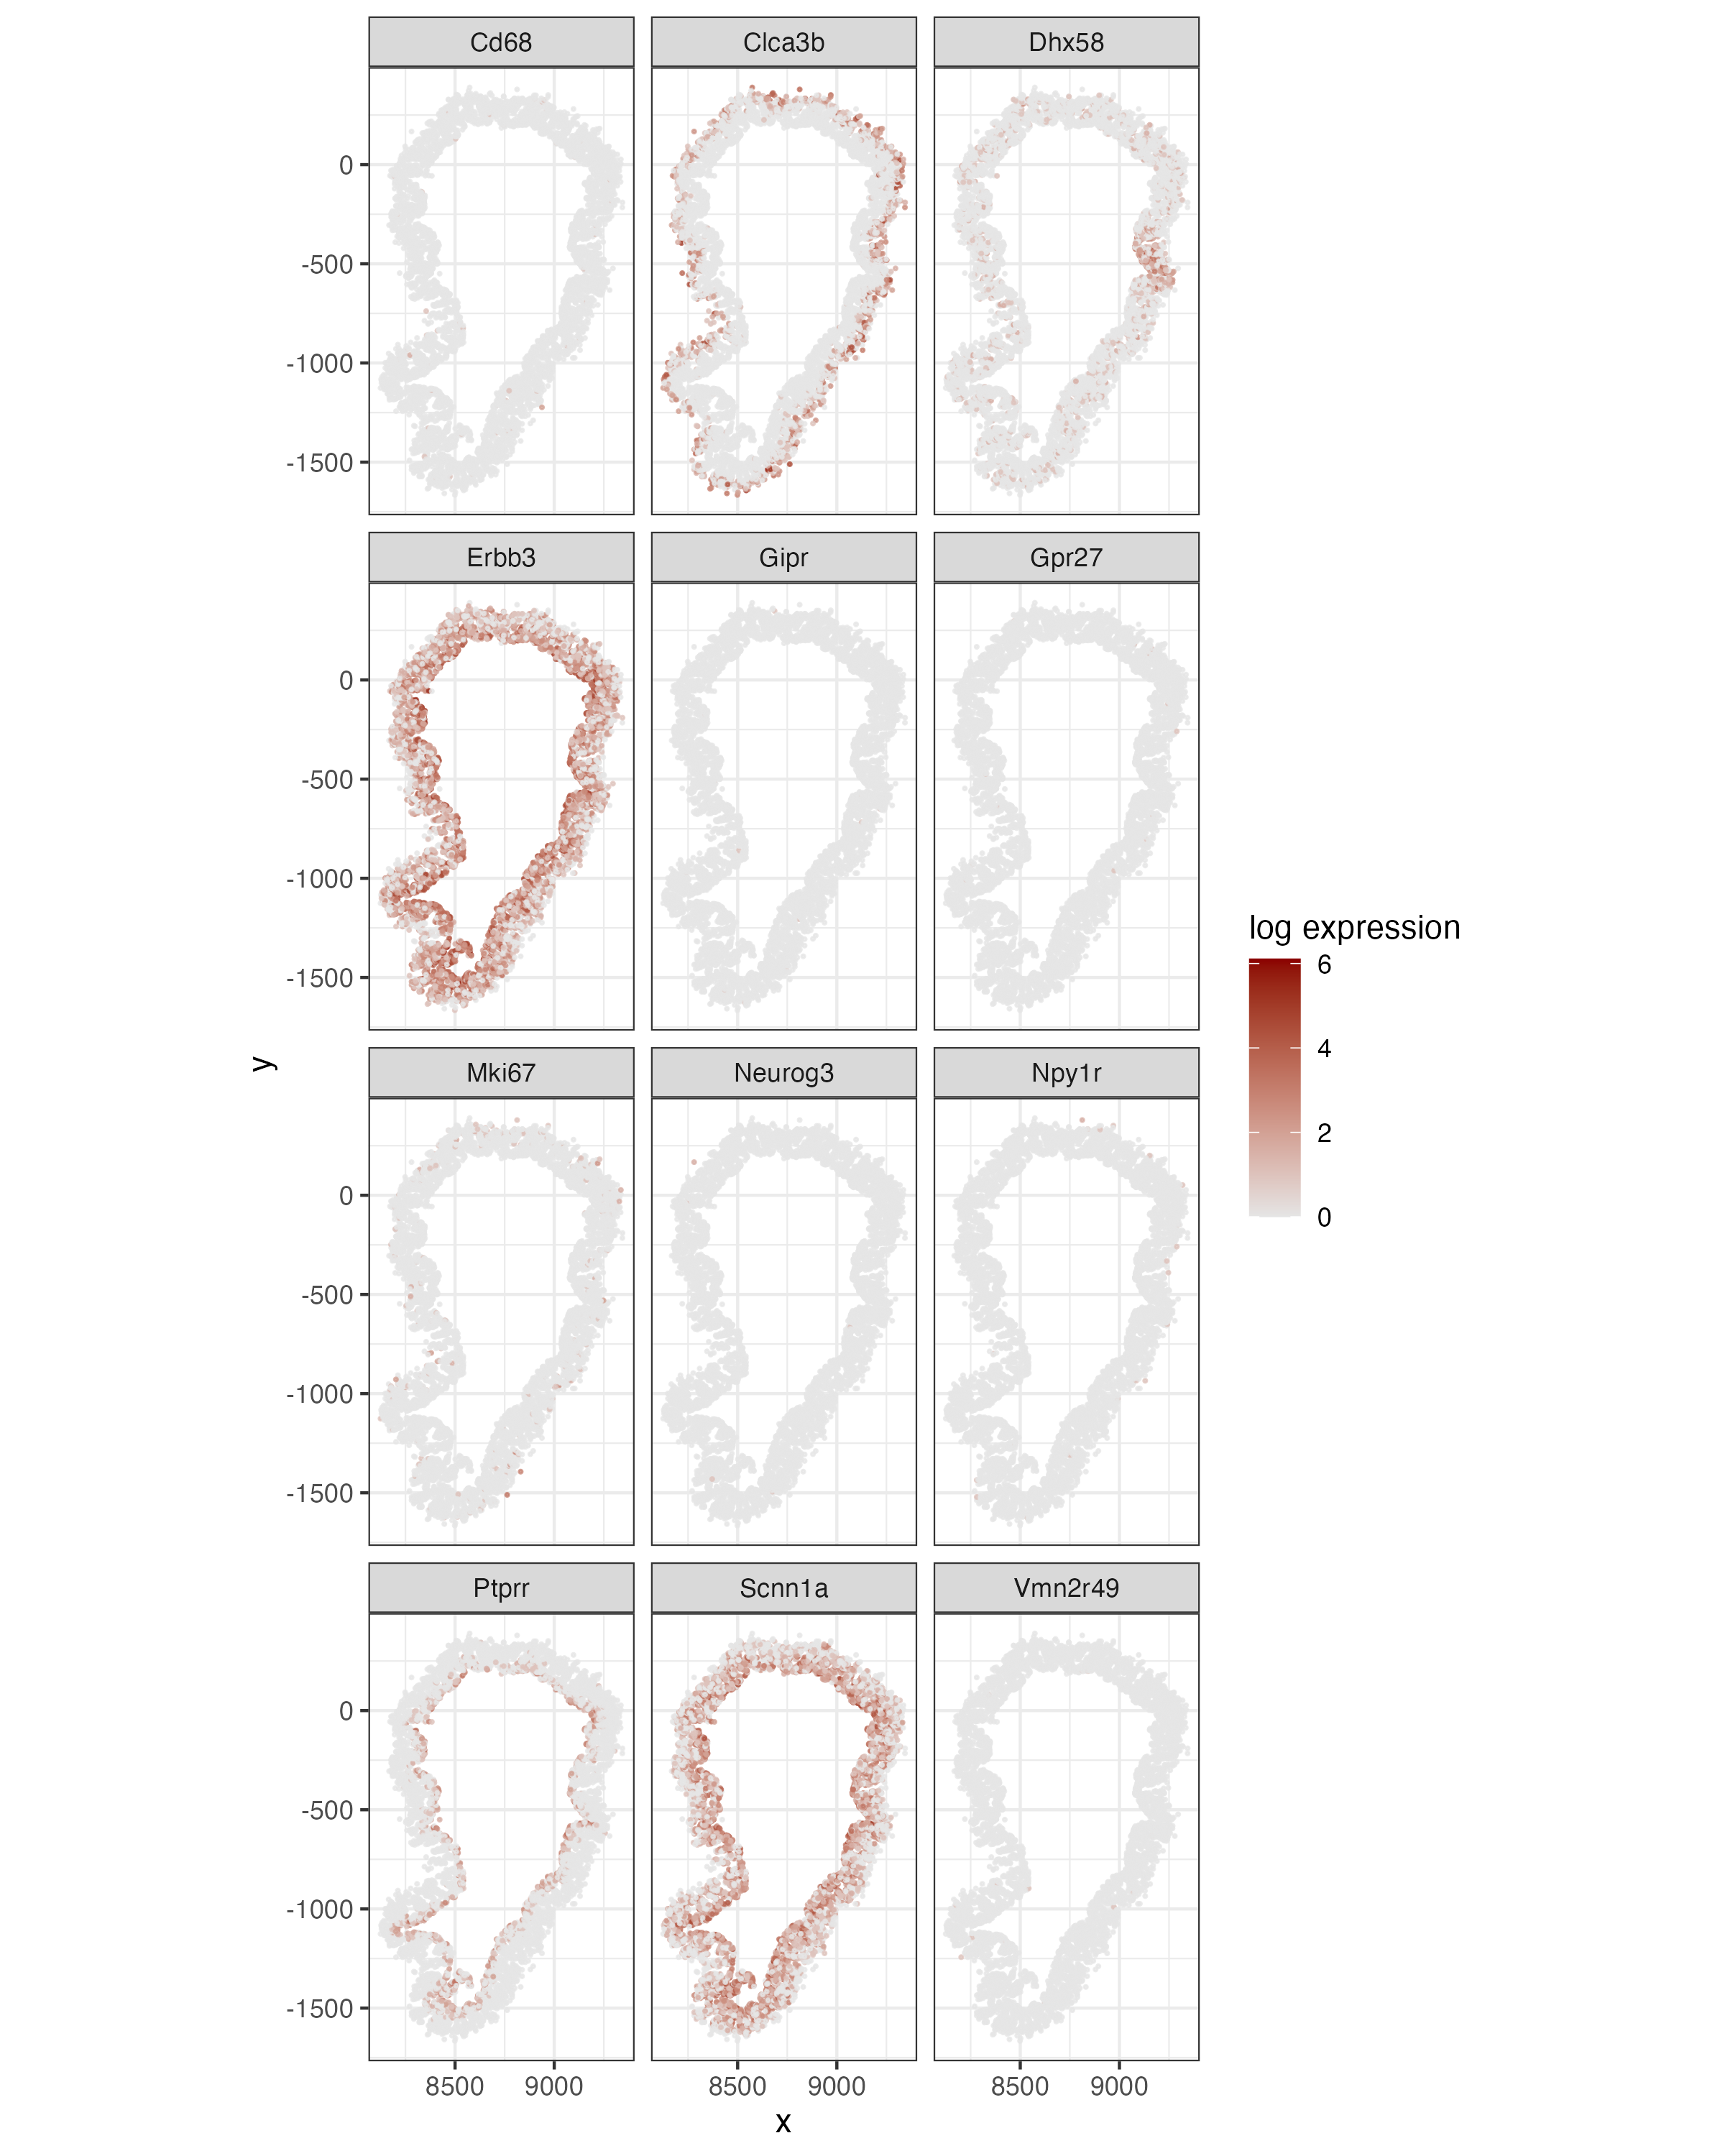 Cd68 Clca3b Dhx58
0
-500
-1000
-1500
Erbb3 Gipr Gpr27
0
-500
-1000
-1500
Mki67 Neurog3 Npy1r
0
-500
-1000
-1500
Ptprr Scnn1a Vmn2r49
0
-500
-1000
-1500
8500 9000 8500 9000 8500 9000
x
y
log expression
6
4
2
0